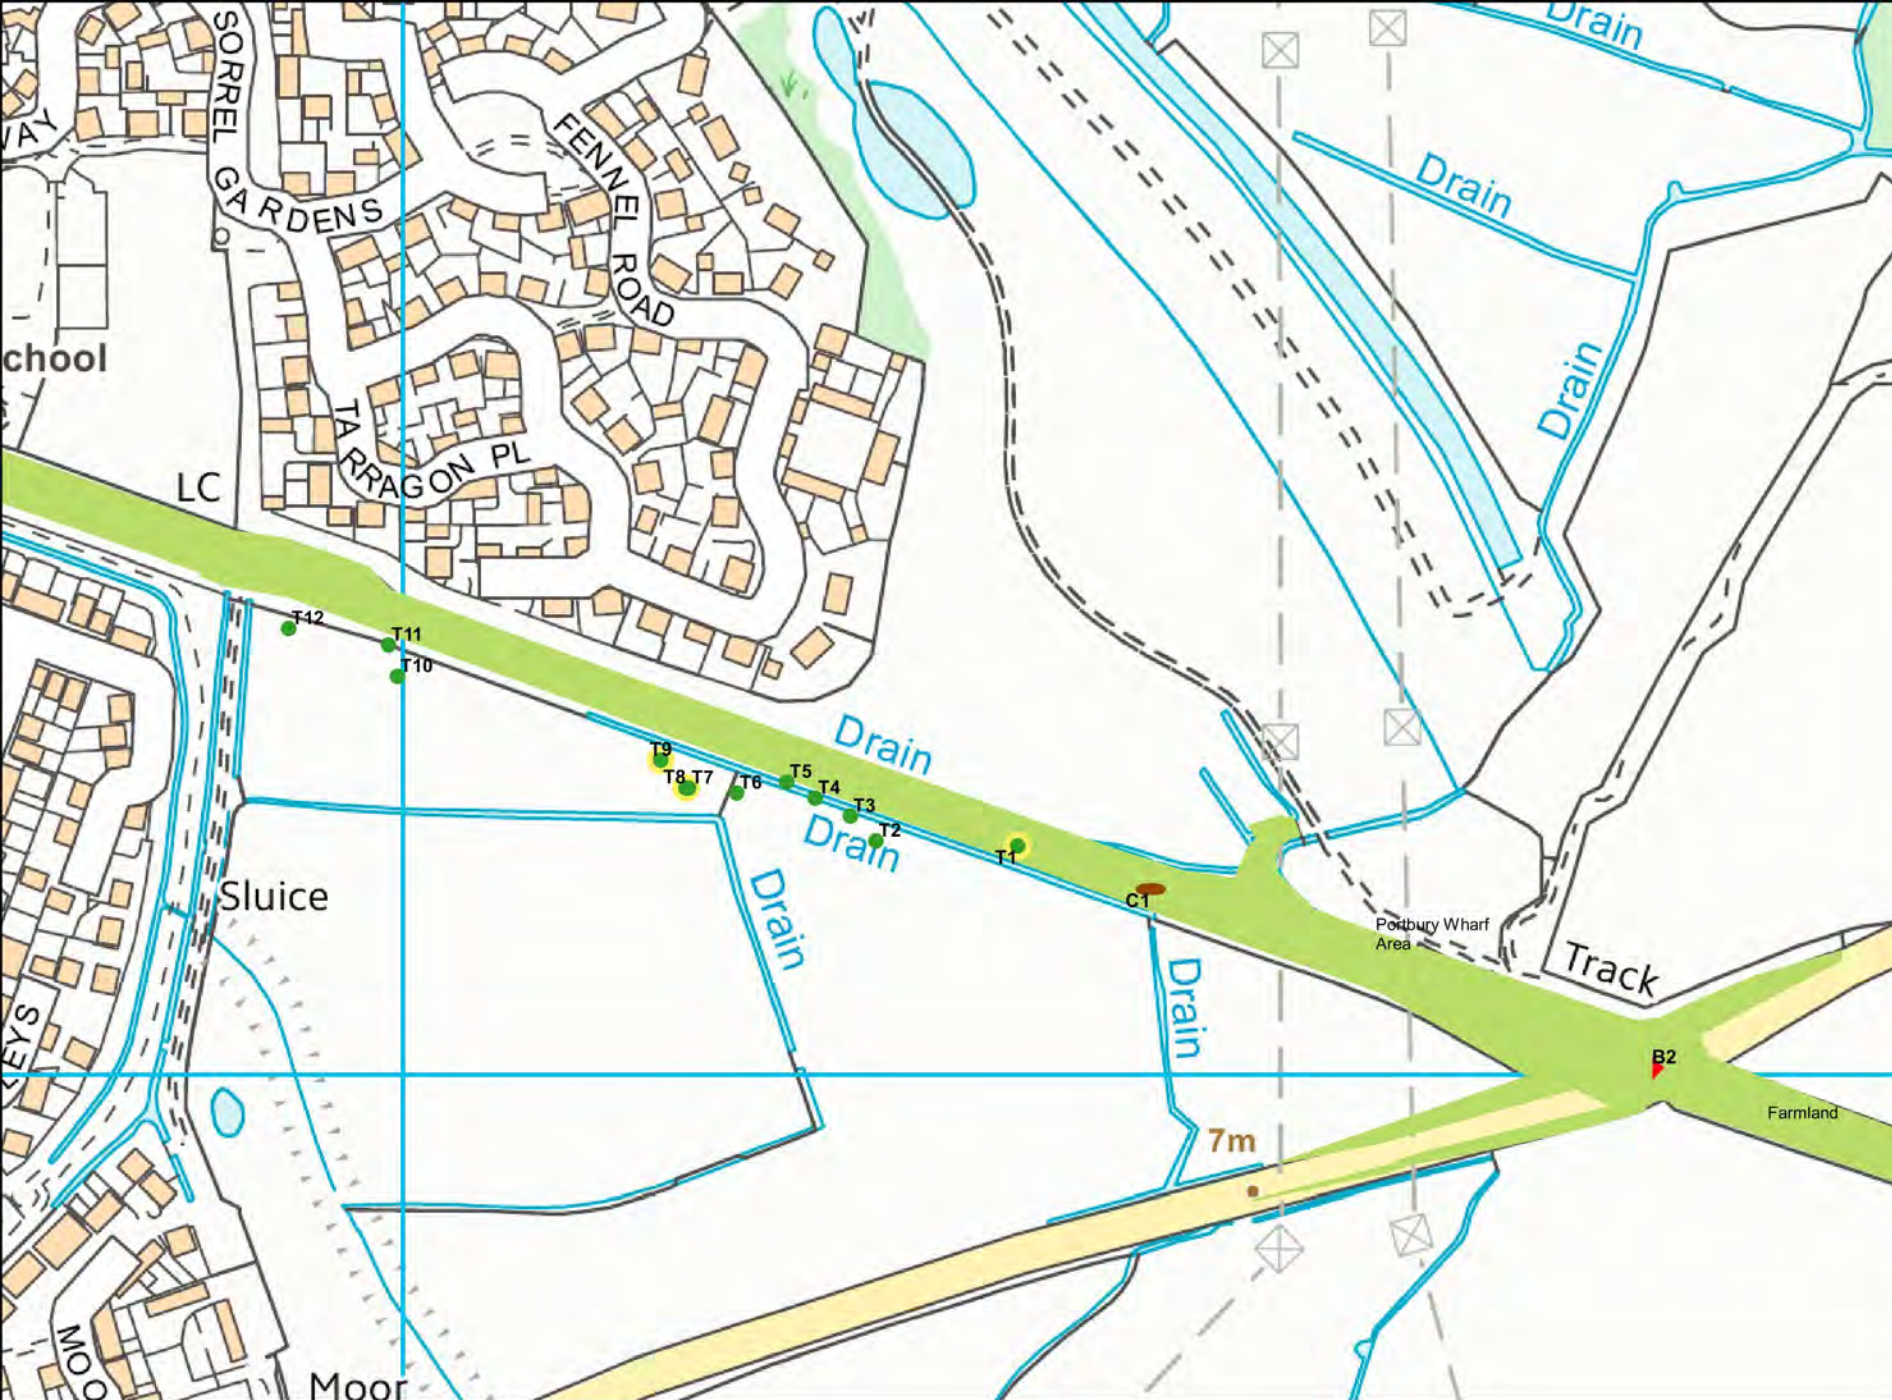 Drain
SORREL GARDENS
WAY
FENNEL ROAD
Drain
chool
Drain
TARRAGON PL
LC
T12
T11
T10
Drain
T9
T8
T7
T6
T5
T4
T3
T2
Drain
T1
Sluice
Drain
C1
Portbury Wharf
Area
Track
Drain
LEYS
B2
Farmland
7m
MOO
Moor